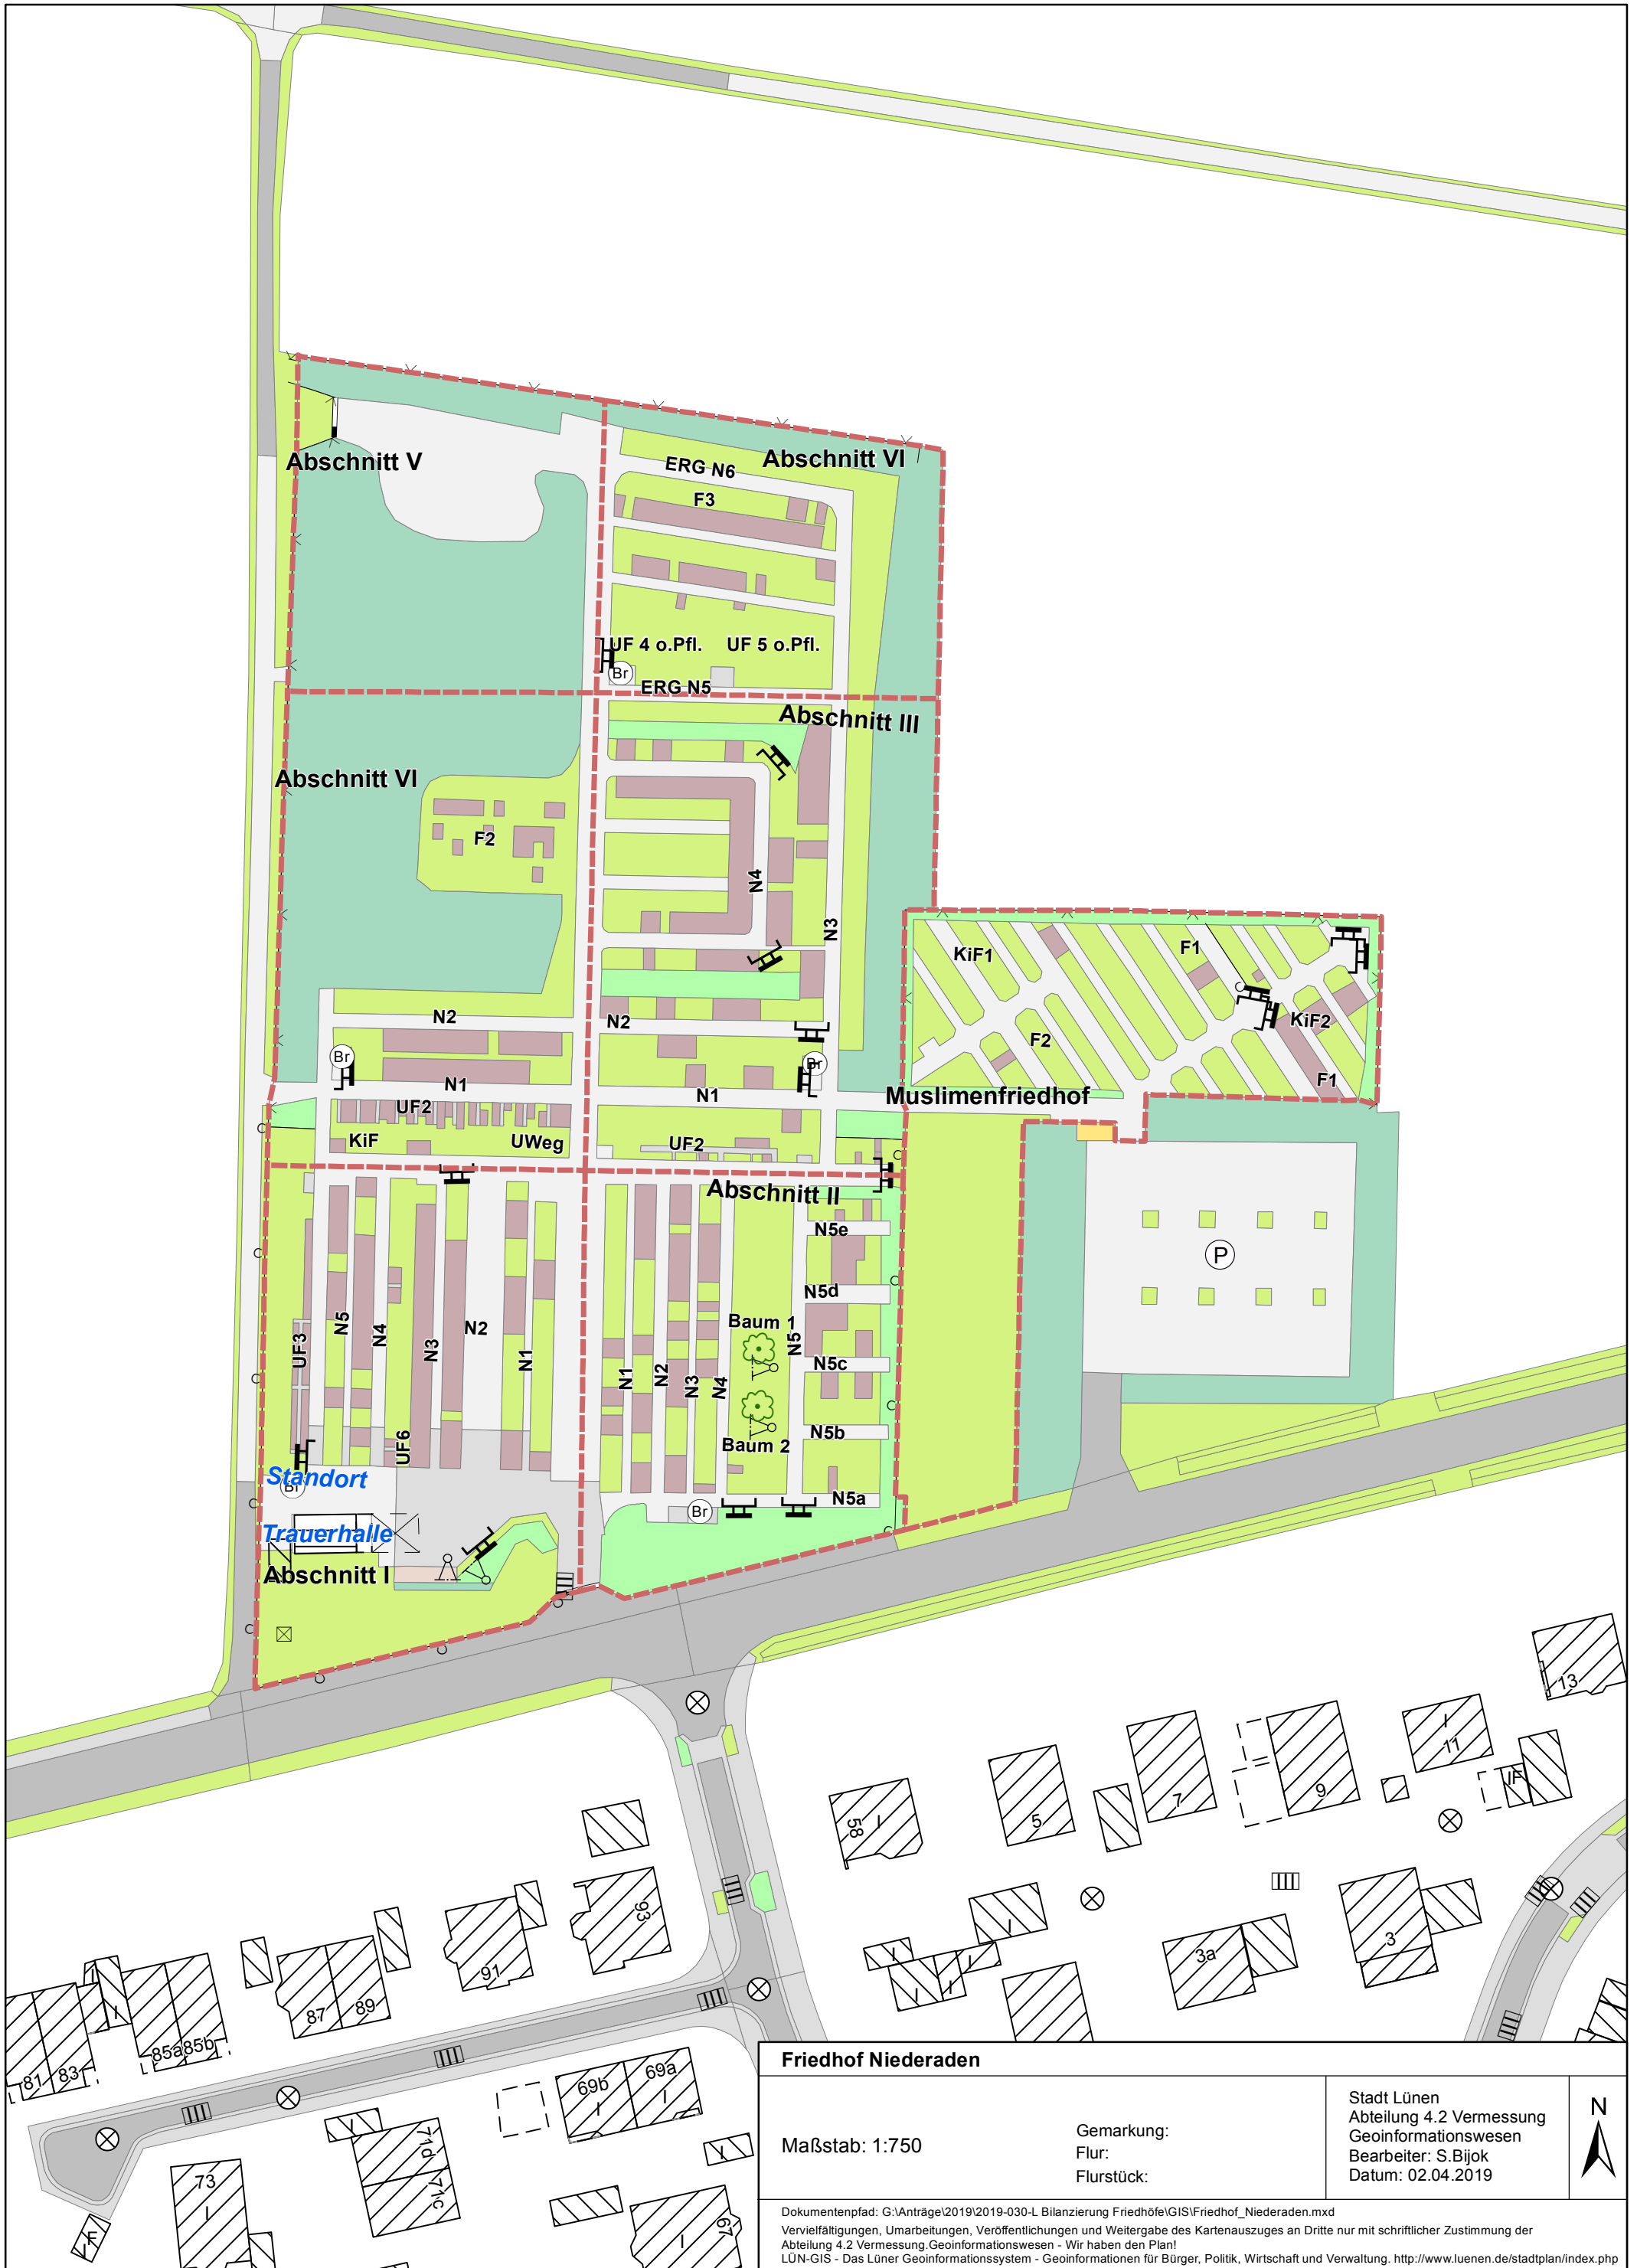 Abschnitt V
Abschnitt VI
ERG N6
F3
UF 4 o.Pfl.
UF 5 o.Pfl.
Br
ERG N5
Abschnitt III
Abschnitt VI
F2
N4
N3
KiF1
F1
KiF2
F2
F1
N2
N2
Br
Br
N1
N1
Muslimenfriedhof
UF2
KiF
UWeg
UF2
Abschnitt II
N5e
P
N5d
Baum 1
N5
N4
N3
N2
N1
UF3
N5
N5c
N1
N2
N3
N4
UF6
Baum 2
N5b
Standort
Br
N5a
Br
Trauerhalle
Abschnitt I
13
I
11
IF
9
7
5
58
I
93
91
3a
3
I
I
I
I
I
87
89
85a
85b
81
83
I
I
69b
I
69a
I
I
71d
71c
I
73
I
67
I
F
Friedhof Niederaden
Maßstab: 1:750
Gemarkung:
Flur:
Flurstück:
Stadt Lünen
Abteilung 4.2 Vermessung
Geoinformationswesen
Bearbeiter: S.Bijok
Datum: 02.04.2019
N
Dokumentenpfad: G:\Anträge\2019\2019-030-L Bilanzierung Friedhöfe\GIS\Friedhof_Niederaden.mxd
Vervielfältigungen, Umarbeitungen, Veröffentlichungen und Weitergabe des Kartenauszuges an Dritte nur mit schriftlicher Zustimmung der
Abteilung 4.2 Vermessung.Geoinformationswesen - Wir haben den Plan!
LÜN-GIS - Das Lüner Geoinformationssystem - Geoinformationen für Bürger, Politik, Wirtschaft und Verwaltung. http://www.luenen.de/stadtplan/index.php